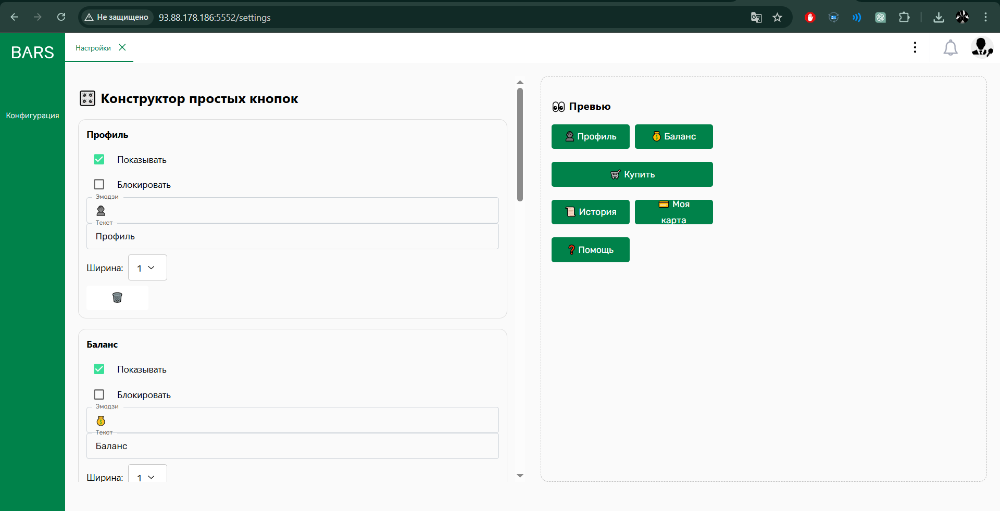 Не защищено 93.88.178.186:5552/settings
BARS
Настройки
Конфигурация
Конструктор простых кнопок
Профиль
Показывать
Блокировать
Эмодзи
Текст
Профиль
Ширина: 1
Баланс
Показывать
Блокировать
Эмодзи
Текст
Баланс
Ширина: 1
Превью
Профиль Баланс
Купить
История Моя
карта
Помощь